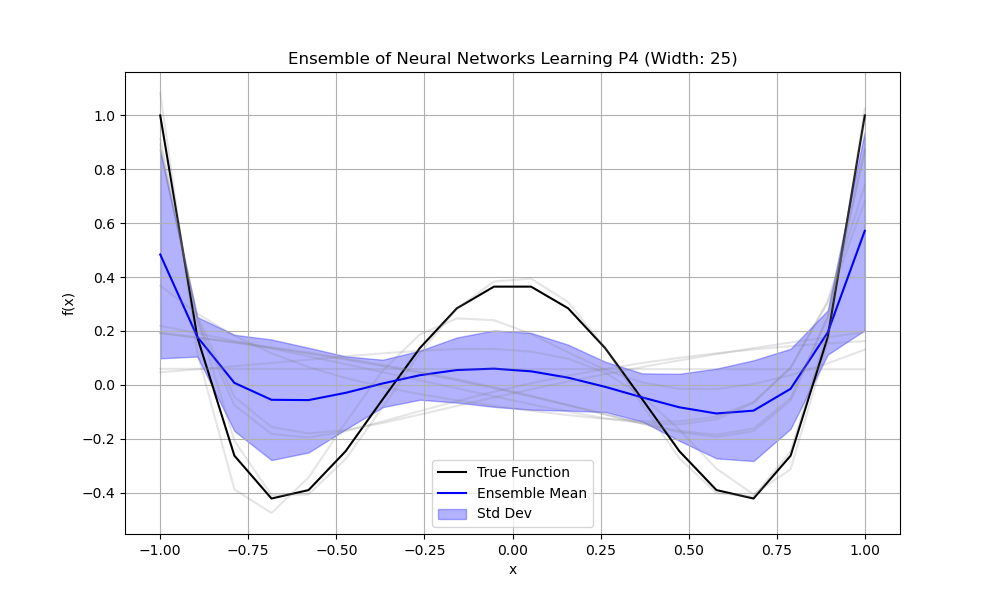 Ensemble of Neural Networks Learning P4 (Width: 25)
f(x)
1.0
0.8
0.6
0.4
0.2
0.0
−0.2
−0.4
True Function
Ensemble Mean
Std Dev
−1.00 −0.75 −0.50 −0.25 0.00 0.25 0.50 0.75 1.00
x